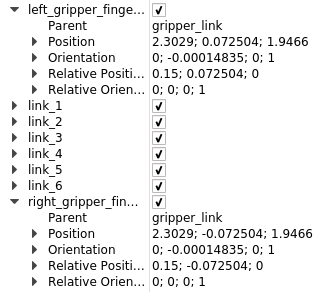 left_gripper_finge...
Parent gripper_link
Position 2.3029; 0.072504; 1.9466
Orientation 0; -0.00014835; 0; 1
Relative Positi... 0.15; 0.072504; 0
Relative Orien... 0; 0; 0; 1
link_1
link_2
link_3
link_4
link_5
link_6
right_gripper_fin...
Parent gripper_link
Position 2.3029; -0.072504; 1.9466
Orientation 0; -0.00014835; 0; 1
Relative Positi... 0.15; -0.072504; 0
Relative Orien... 0; 0; 0; 1